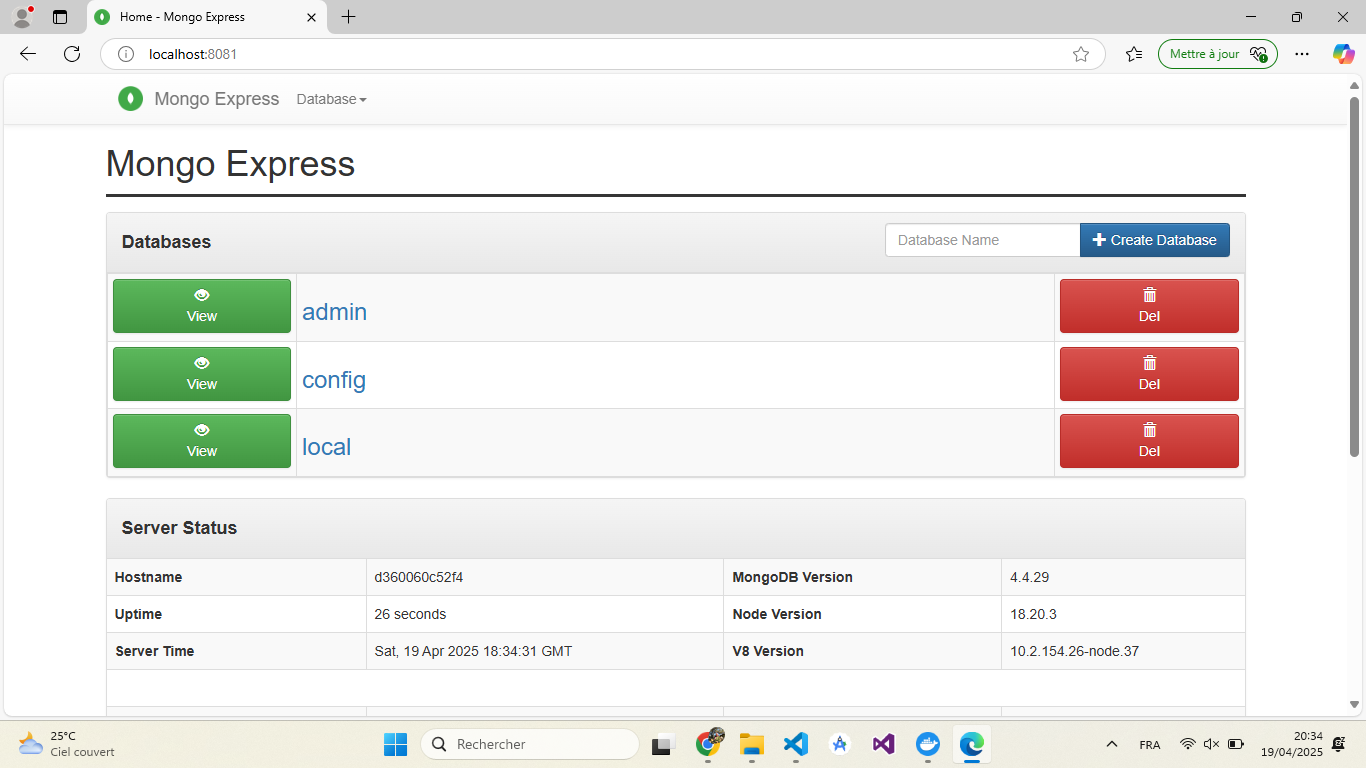 Home - Mongo Express
localhost:8081
Mettre à jour
Mongo Express Database
Mongo Express
Databases
Database Name
Create Database
View
admin
Del
View
config
Del
View
local
Del
Server Status
Hostname d360060c52f4 MongoDB Version 4.4.29
Uptime 26 seconds Node Version 18.20.3
Server Time Sat, 19 Apr 2025 18:34:31 GMT V8 Version 10.2.154.26-node.37
25°C
Ciel couvert
Rechercher
FRA
20:34
19/04/2025